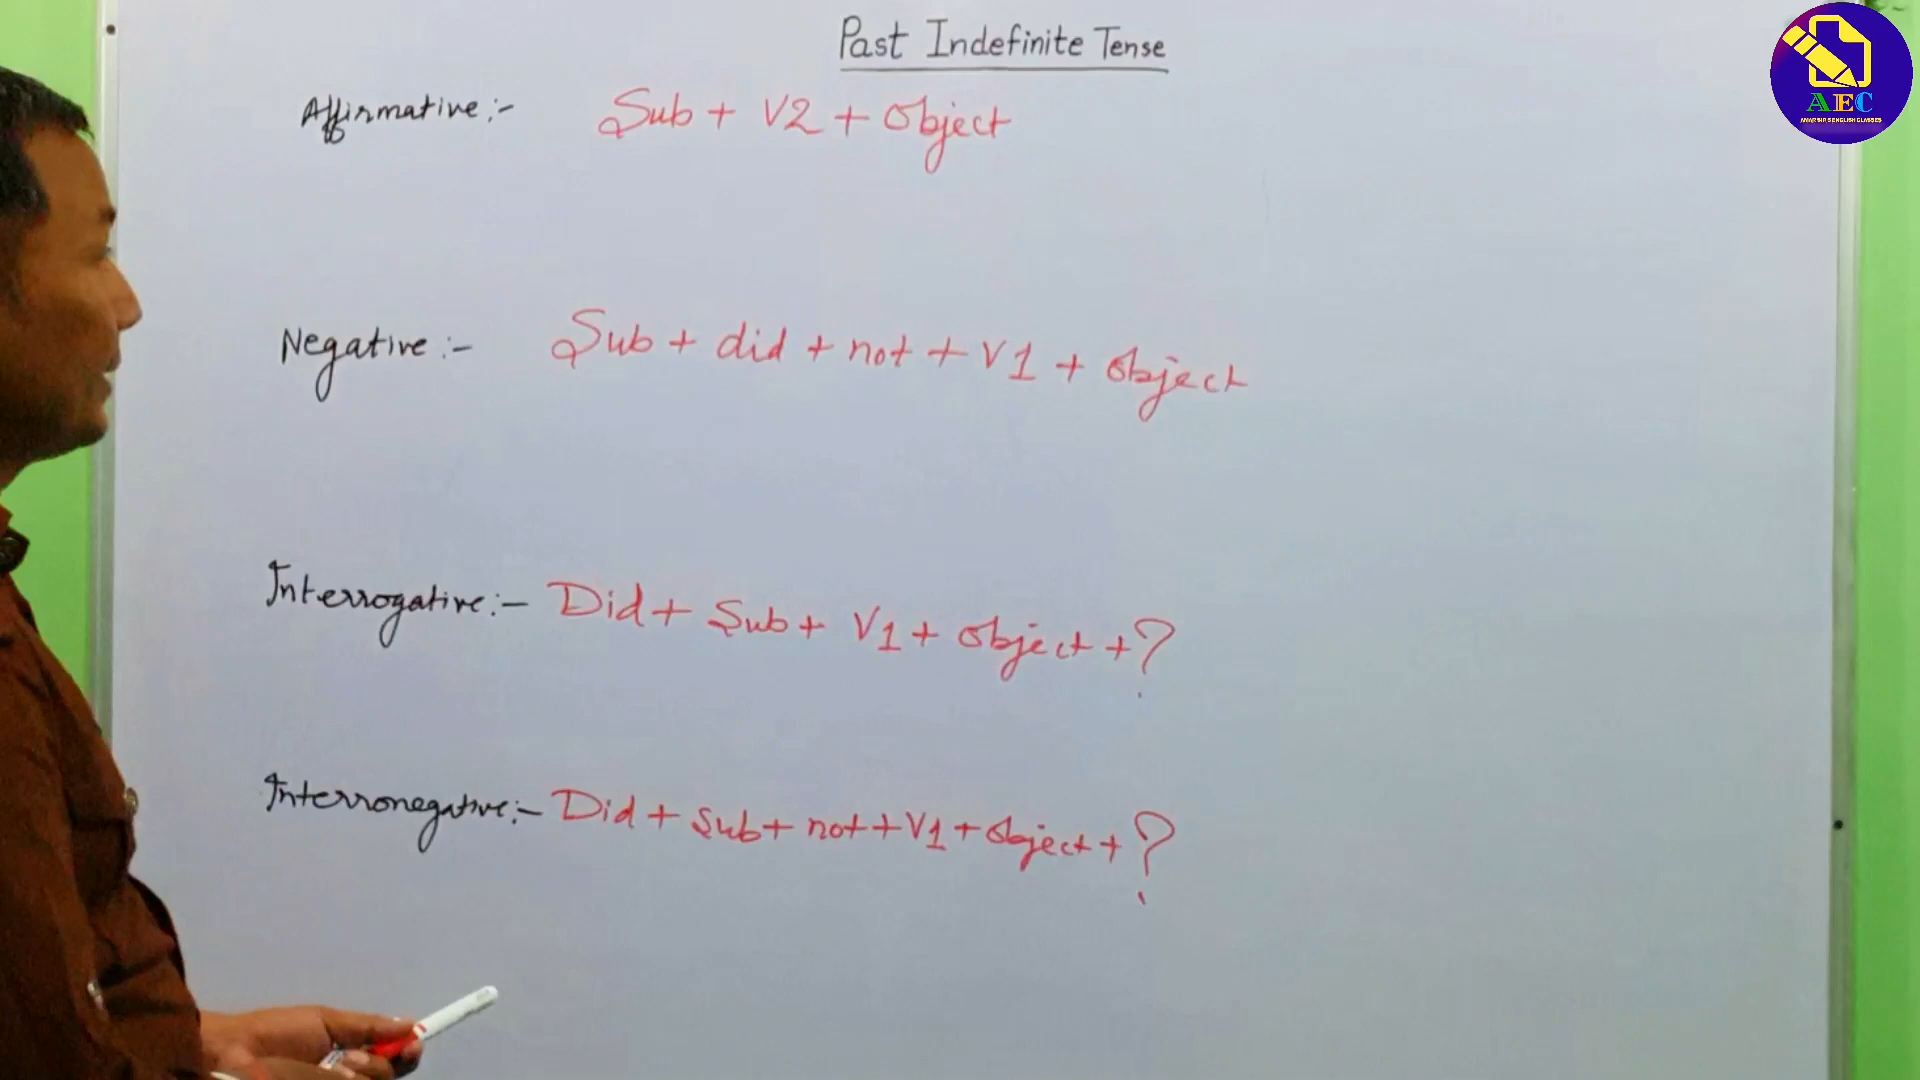 Past Indefinite Tense
Affirmative:- Sub + V2 + Object
Negative:- Sub + did + not + V1 + Object
Interrogative:- Did + Sub + V1 + Object + ?
Interronegative:- Did + Sub + not + V1 + Object + ?
AEC